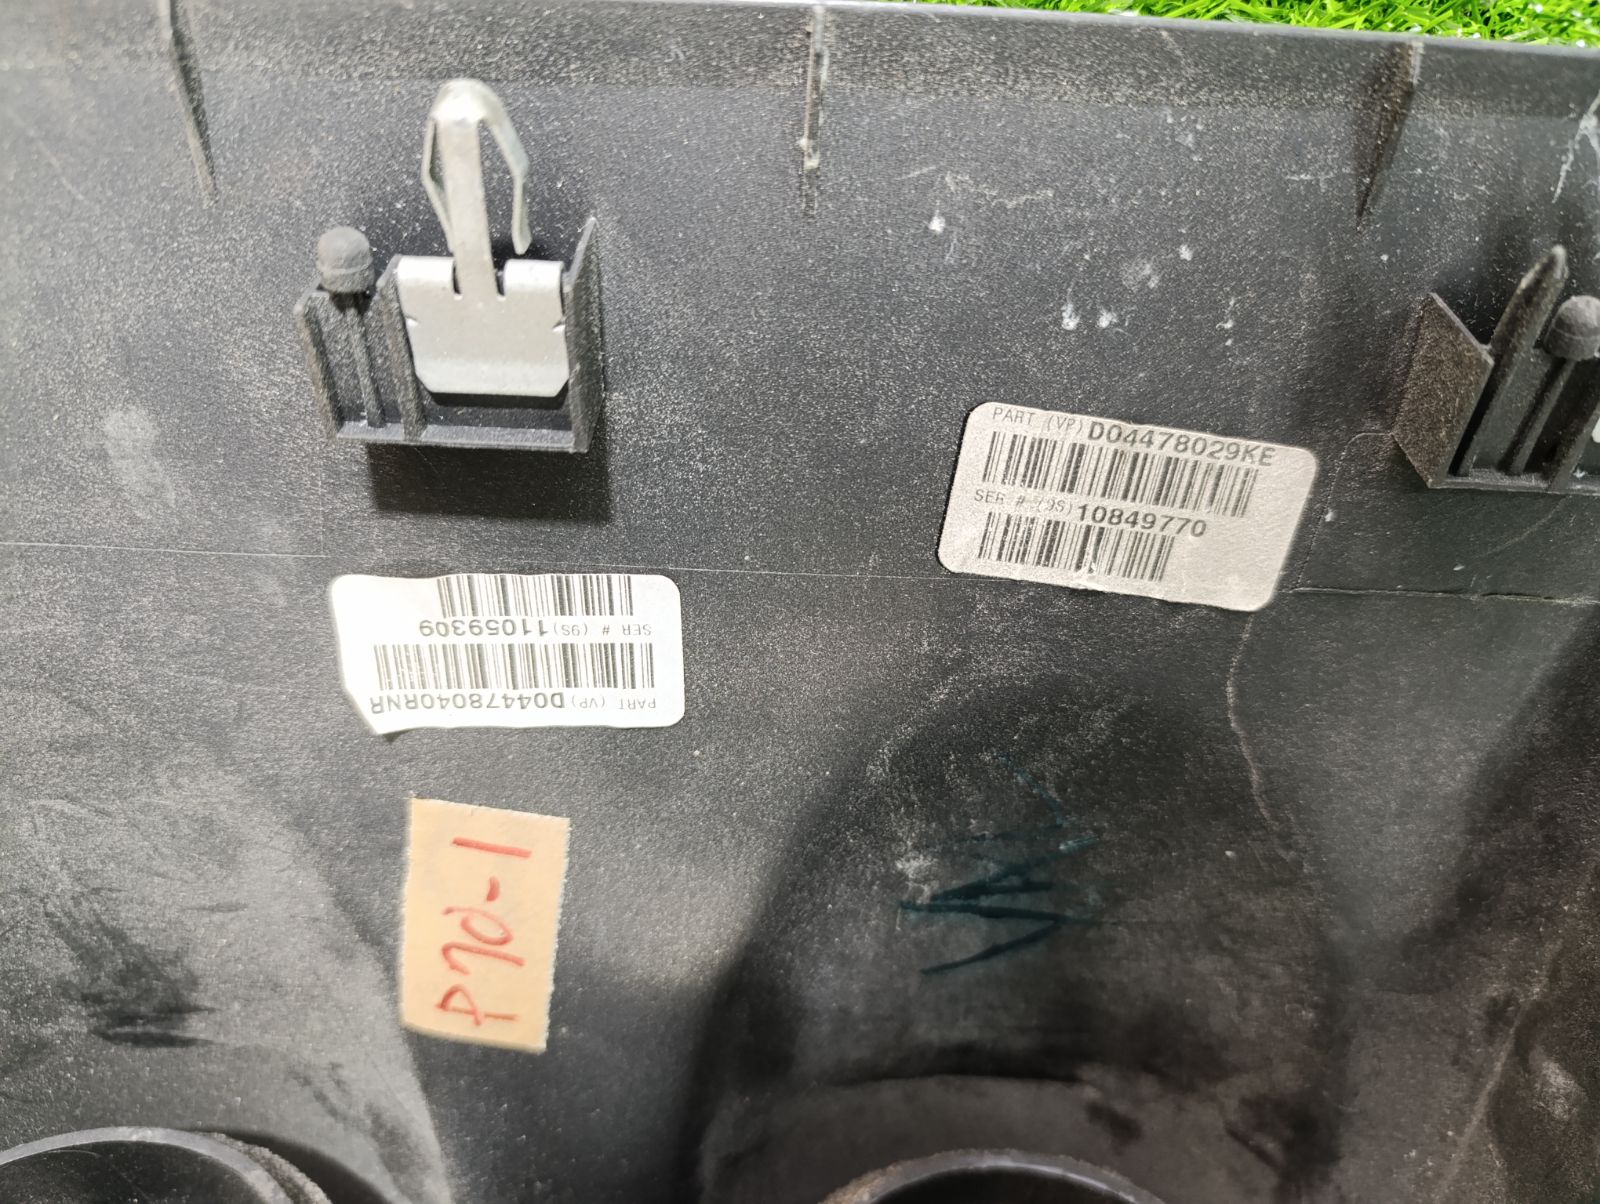 PART (VP) D04478029KE
SER # (9S) 10849770
PART (VP) D04478040RNR
SER # (9S) 11059309
P70-1